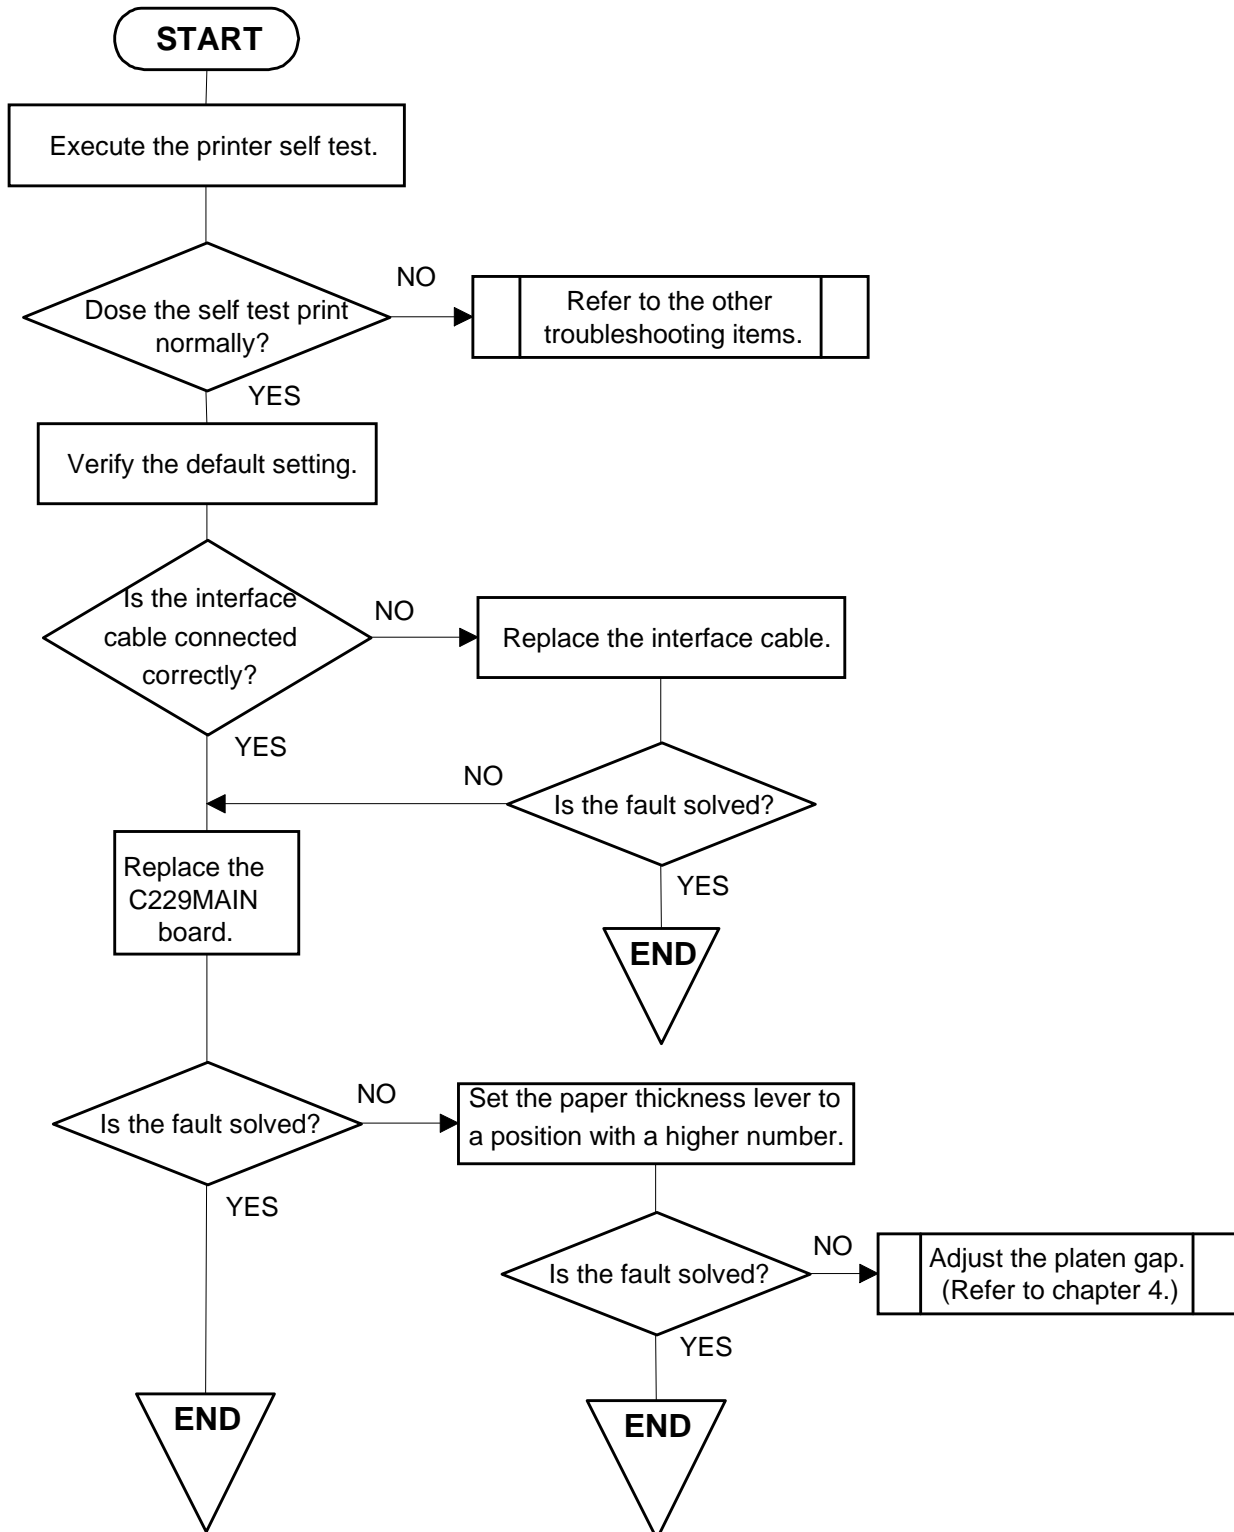 START
Execute the printer self test.
Dose the self test print
normally?
NO
Refer to the other
troubleshooting items.
YES
Verify the default setting.
Is the interface
cable connected
correctly?
NO
Replace the interface cable.
YES
NO
Is the fault solved?
YES
END
Replace the
C229MAIN
board.
Is the fault solved?
NO
Set the paper thickness lever to
a position with a higher number.
YES
Is the fault solved?
NO
Adjust the platen gap.
(Refer to chapter 4.)
YES
END
END